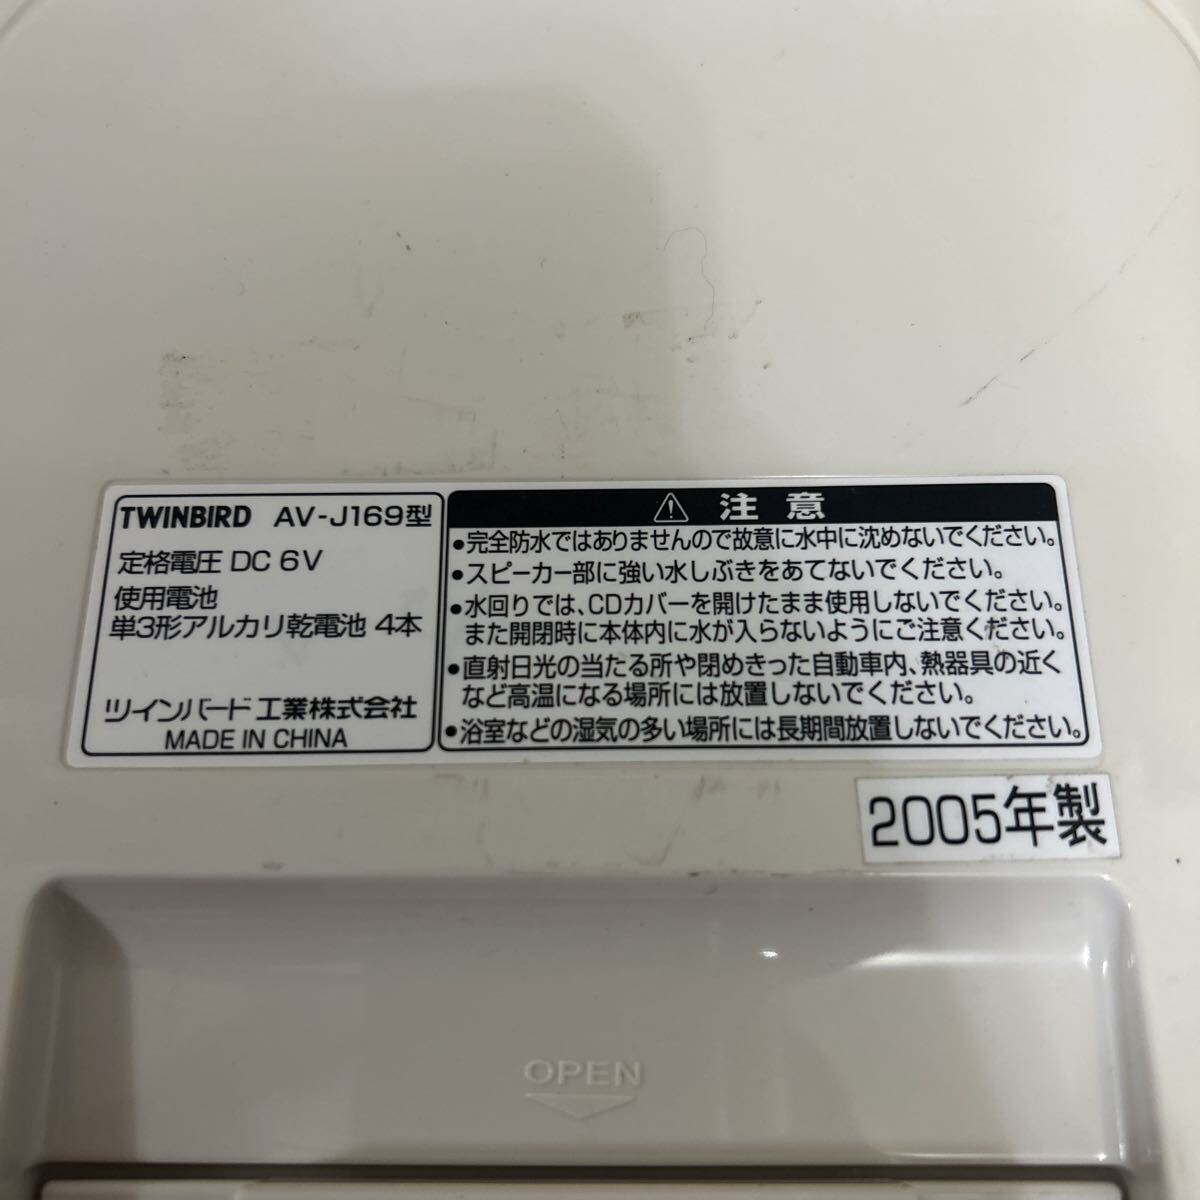 TWINBIRD AV-J169型
定格電圧 DC 6V
使用電池
単3形アルカリ乾電池 4本
ツインバード工業株式会社
MADE IN CHINA
注意
•完全防水ではありませんので故意に水中に沈めないでください。
•スピーカー部に強い水しぶきをあてないでください。
•水回りでは、CDカバーを開けたまま使用しないでください。
また開閉時に本体内に水が入らないようにご注意ください。
•直射日光の当たる所や閉めきった自動車内、熱器具の近く
など高温になる場所には放置しないでください。
•浴室などの湿気の多い場所には長期間放置しないでください。
2005年製
OPEN